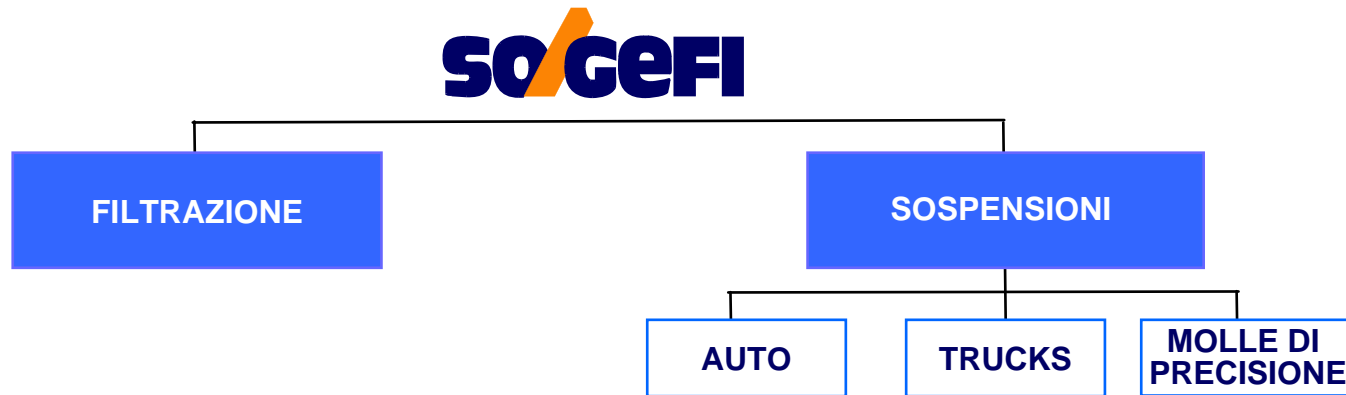 SOGEFI
FILTRAZIONE
SOSPENSIONI
AUTO
TRUCKS
MOLLE DI
PRECISIONE